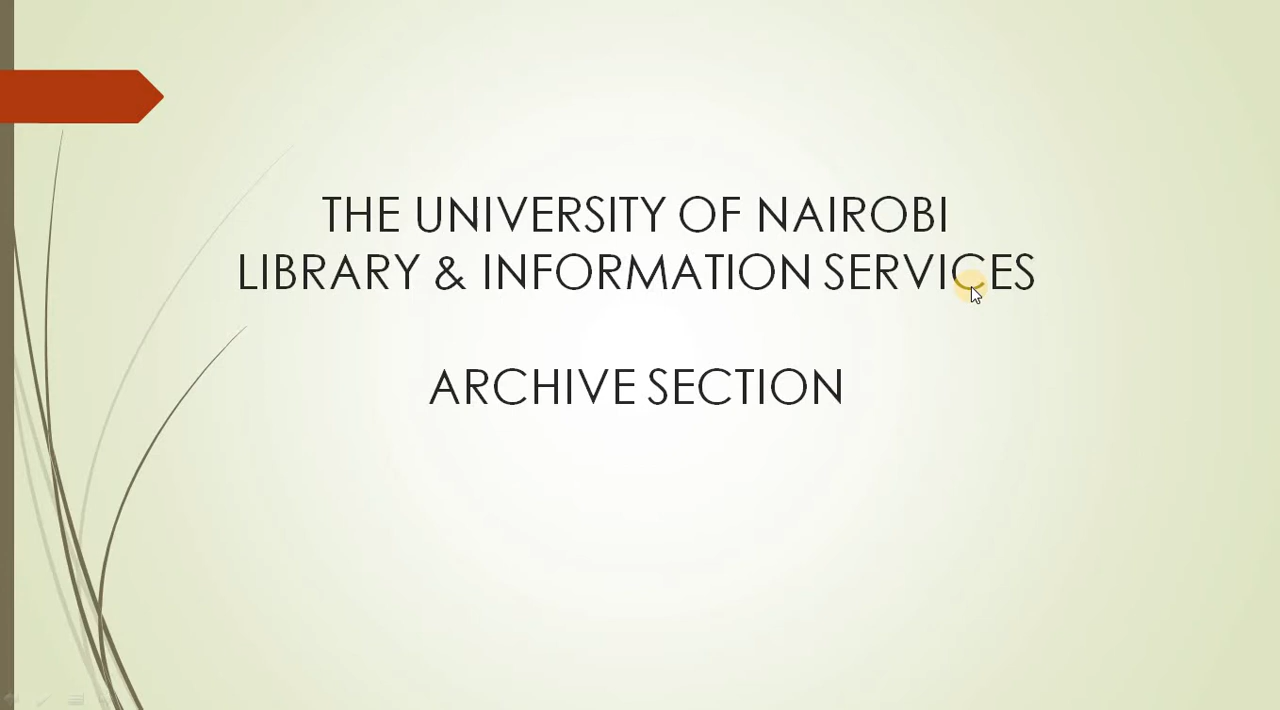 THE UNIVERSITY OF NAIROBI
LIBRARY & INFORMATION SERVICES
ARCHIVE SECTION